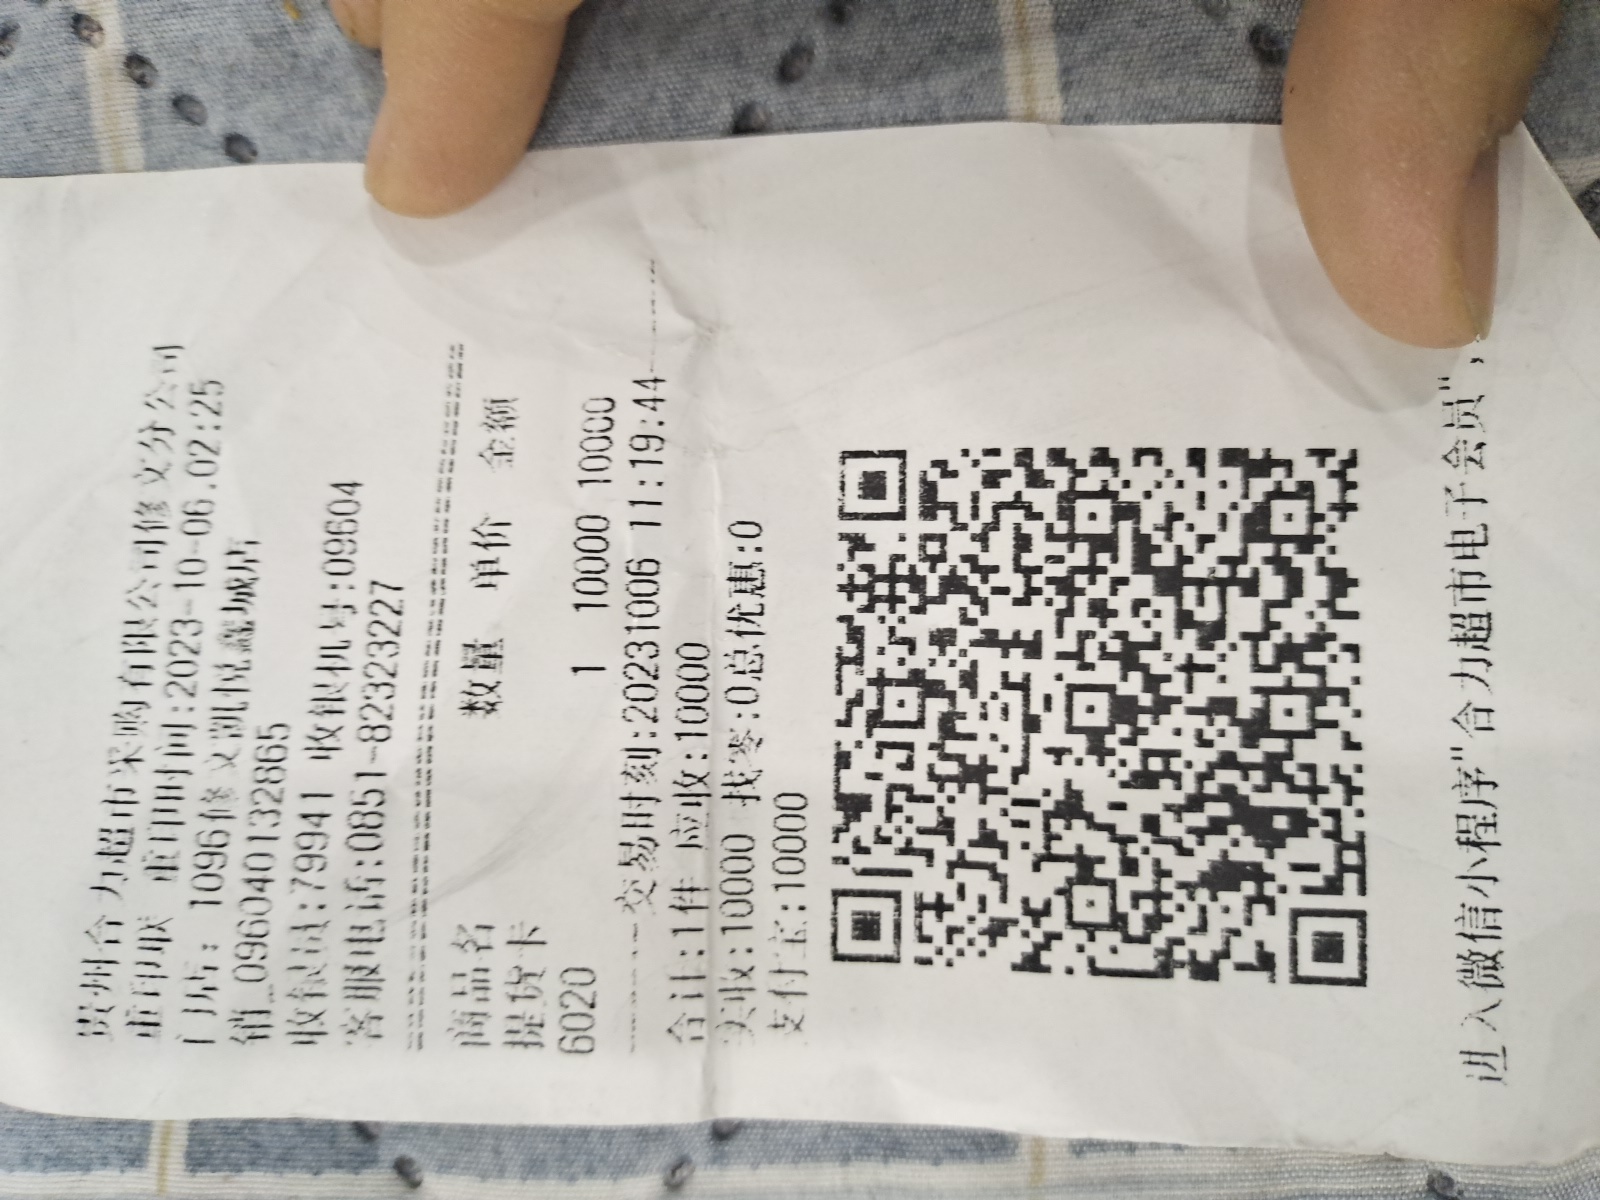 贵州合力超市采购有限公司修文分公司
重印联 重印时间:2023-10-06.02:25
门店: 1096修文凯悦鑫城店
销_096040132865
收银员:79941 收银机号:09604
客服电话:0851-82323227
商品名 数量 单价 金额
提货卡
6020 1 10000 10000
交易时刻:20231006 11:19:44
合计:1件 应收:10000
实收:10000 找零:0总优惠:0
支付宝:10000
进入微信小程序"合力超市电子会员",